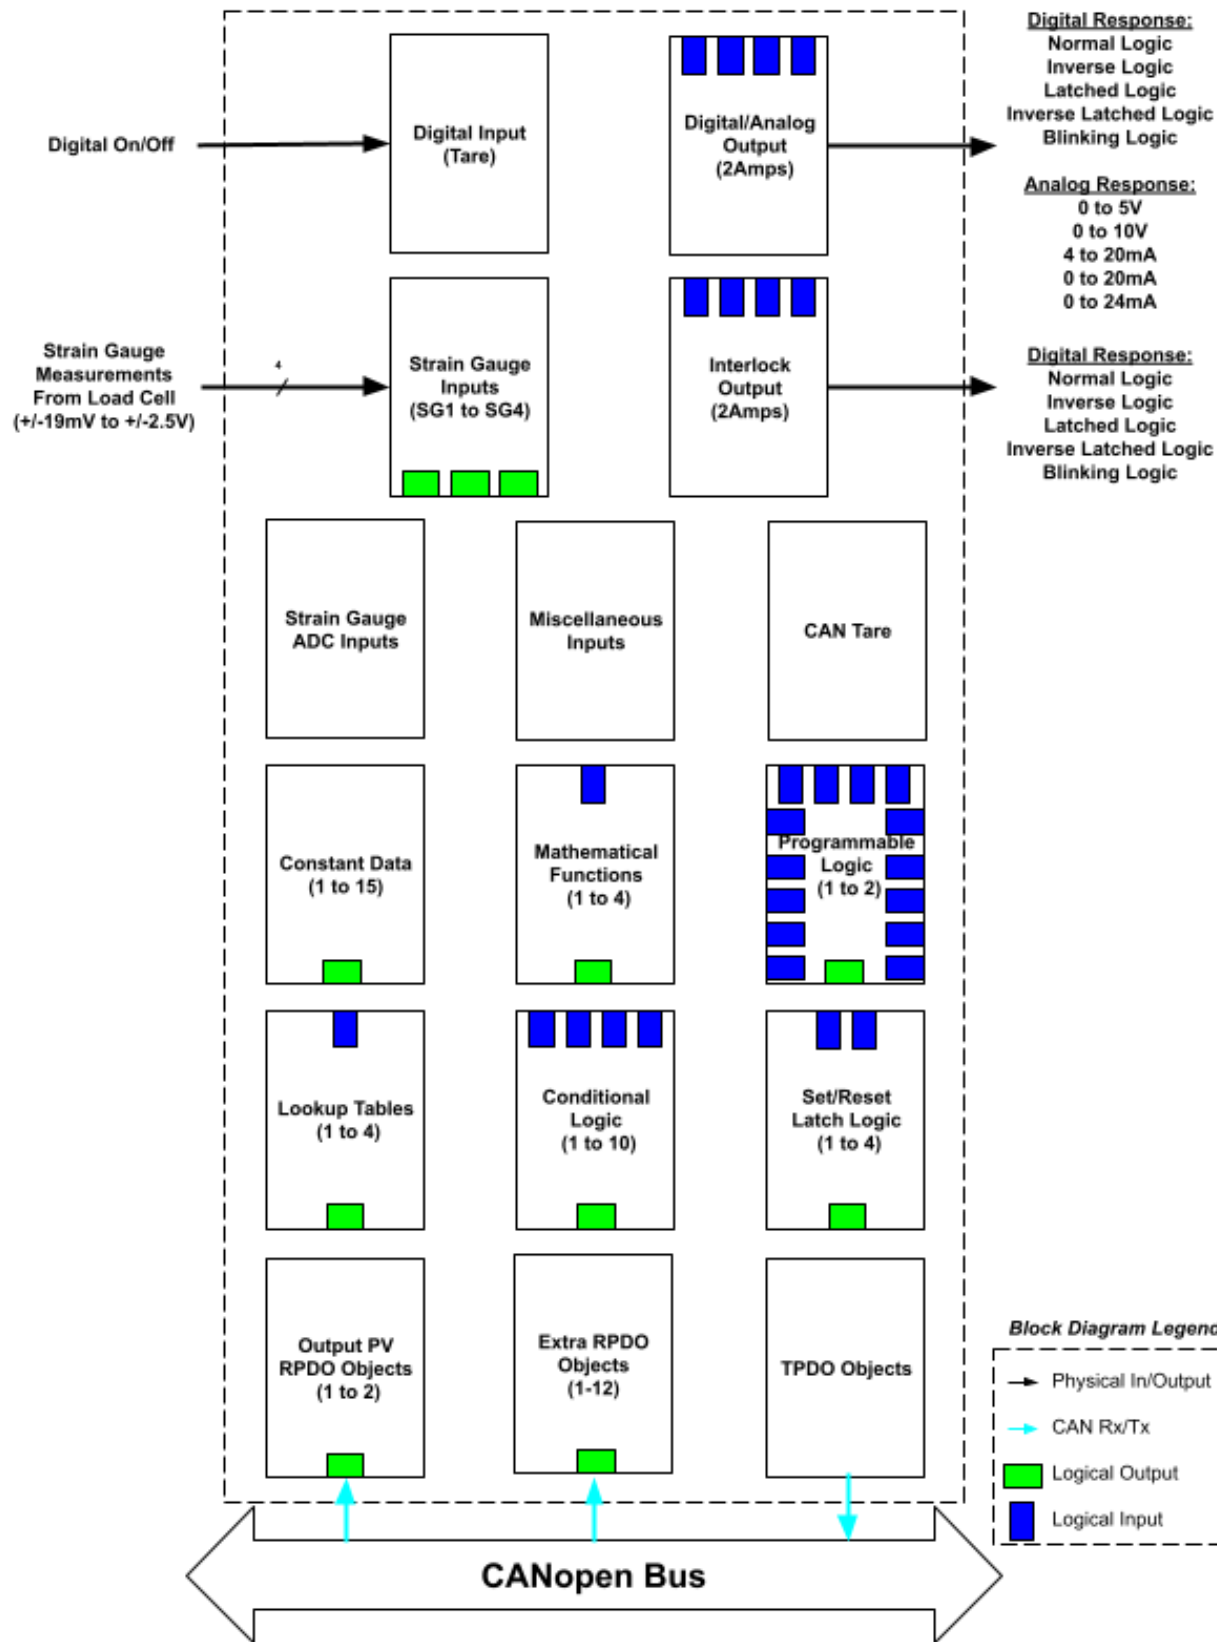 Digital On/Off
Digital Input
(Tare)
Digital/Analog
Output
(2Amps)
Digital Response:
Normal Logic
Inverse Logic
Latched Logic
Inverse Latched Logic
Blinking Logic
Analog Response:
0 to 5V
0 to 10V
4 to 20mA
0 to 20mA
0 to 24mA
Strain Gauge
Measurements
From Load Cell
(+/-19mV to +/-2.5V)
4
Strain Gauge
Inputs
(SG1 to SG4)
Interlock
Output
(2Amps)
Digital Response:
Normal Logic
Inverse Logic
Latched Logic
Inverse Latched Logic
Blinking Logic
Strain Gauge
ADC Inputs
Miscellaneous
Inputs
CAN Tare
Constant Data
(1 to 15)
Mathematical
Functions
(1 to 4)
Programmable
Logic
(1 to 2)
Lookup Tables
(1 to 4)
Conditional
Logic
(1 to 10)
Set/Reset
Latch Logic
(1 to 4)
Output PV
RPDO Objects
(1 to 2)
Extra RPDO
Objects
(1-12)
TPDO Objects
Block Diagram Legend
Physical In/Output
CAN Rx/Tx
Logical Output
Logical Input
CANopen Bus